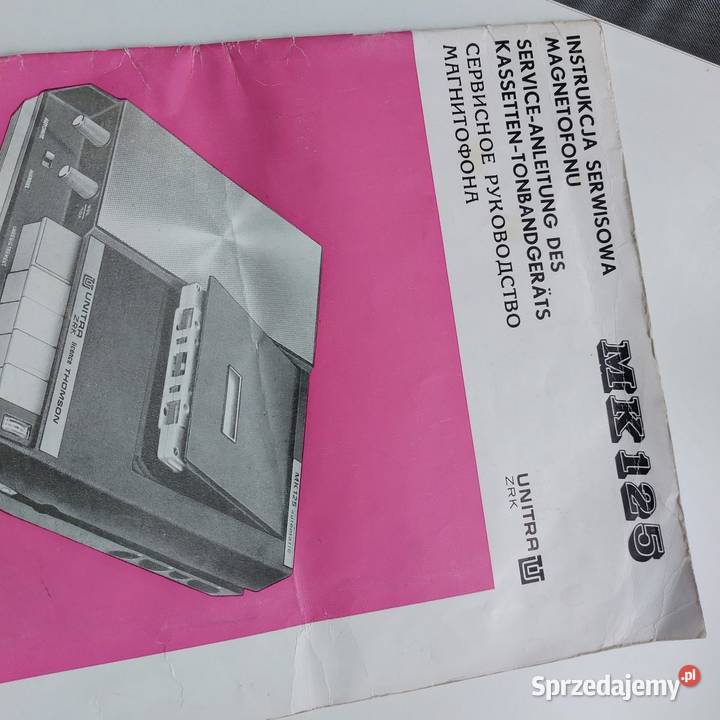 INSTRUKCJA SERWISOWA
MAGNETOFONU
SERVICE-ANLEITUNG DES
KASSETTEN-TONBANDGERÄTS
СЕРВИСНОЕ РУКОВОДСТВО
МАГНИТОФОНА
MK 125
UNITRA
ZRK
UNITRA
ZRK licence THOMSON
MK 125 automatic
Sprzedajemy.pl